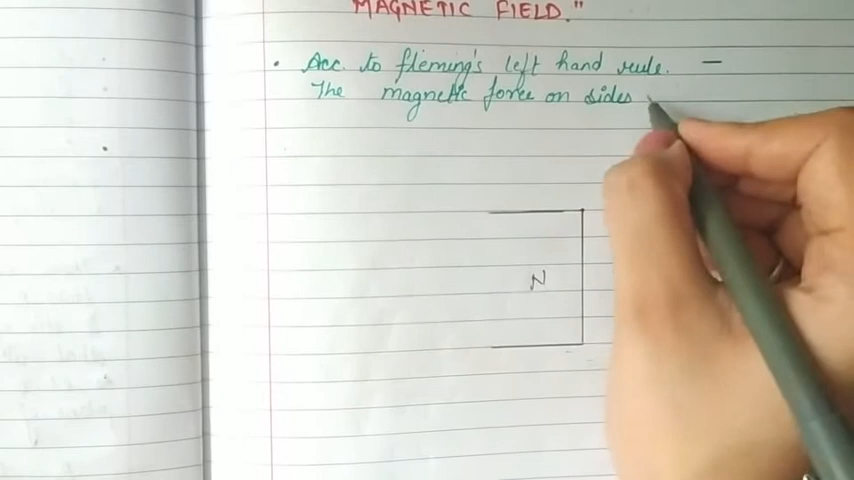 MAGNETIC FIELD."
• Acc. to fleming's left hand rule. —
The magnetic force on sides
N